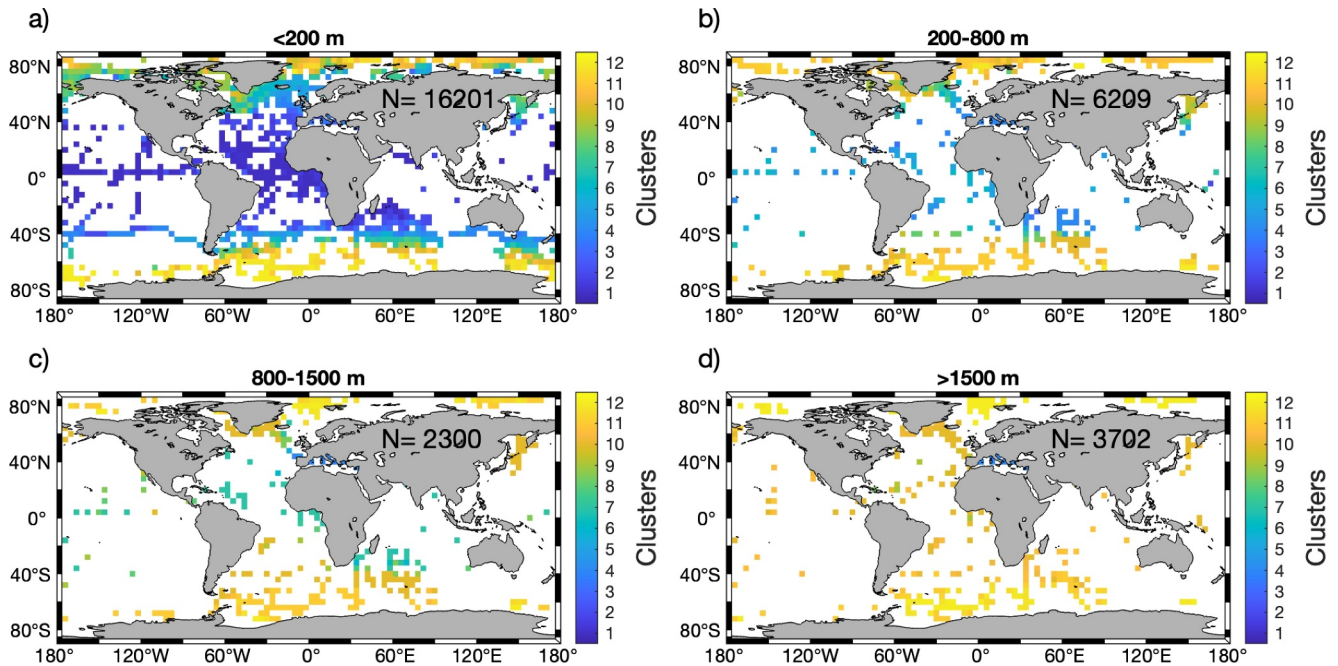 a)
<200 m
80°N
40°N
0°
40°S
80°S
180°
120°W
60°W
0°
60°E
120°E
180°
N= 16201
12
11
10
9
8
7
6
5
4
3
2
1
Clusters
b)
200-800 m
80°N
40°N
0°
40°S
80°S
180°
120°W
60°W
0°
60°E
120°E
180°
N= 6209
12
11
10
9
8
7
6
5
4
3
2
1
Clusters
c)
800-1500 m
80°N
40°N
0°
40°S
80°S
180°
120°W
60°W
0°
60°E
120°E
180°
N= 2300
12
11
10
9
8
7
6
5
4
3
2
1
Clusters
d)
>1500 m
80°N
40°N
0°
40°S
80°S
180°
120°W
60°W
0°
60°E
120°E
180°
N= 3702
12
11
10
9
8
7
6
5
4
3
2
1
Clusters